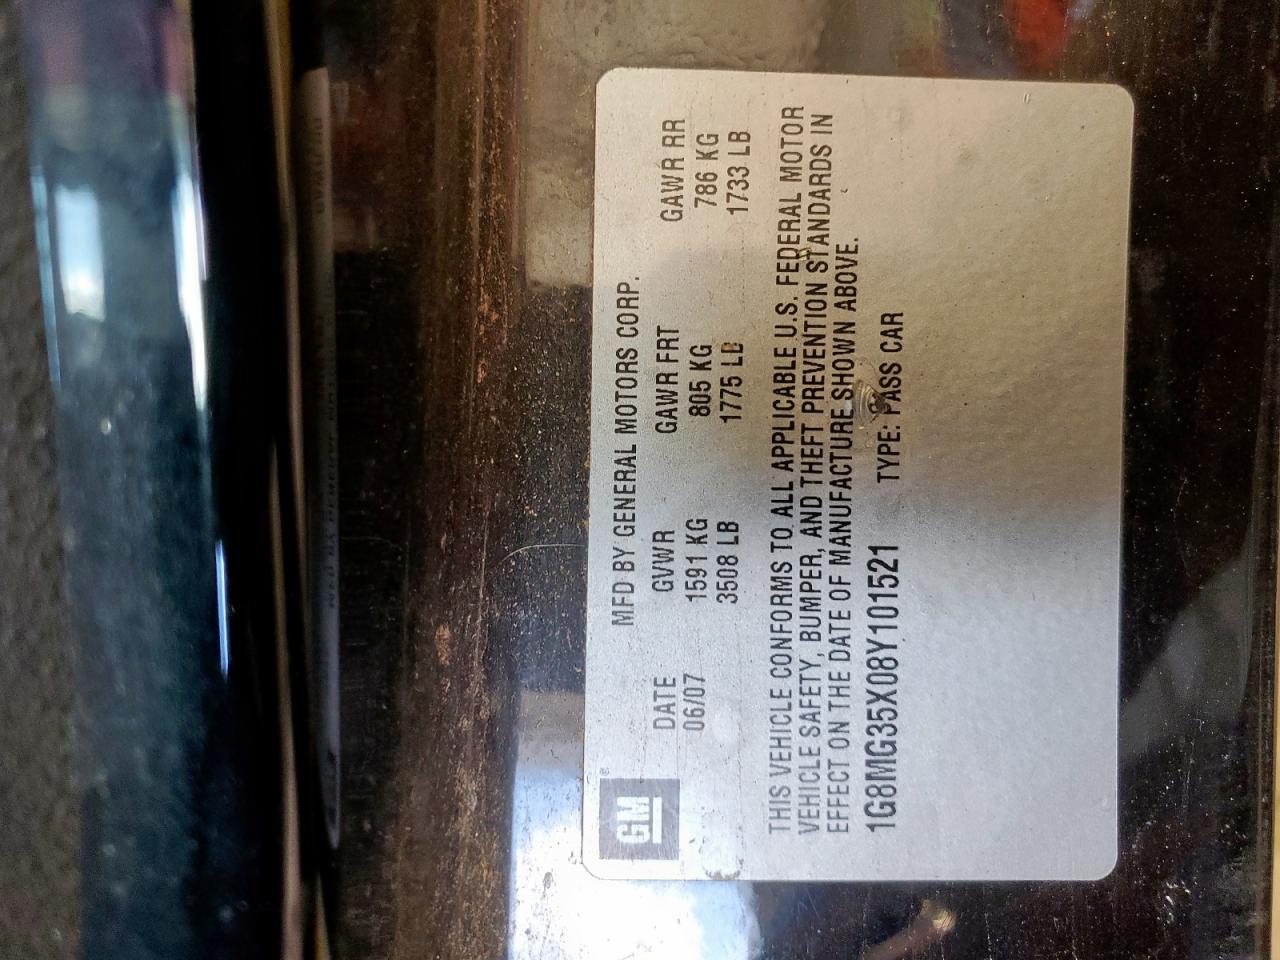 GM
MFD BY GENERAL MOTORS CORP.
DATE GVWR GAWR FRT GAWR RR
06/07 1591 KG 805 KG 786 KG
3508 LB 1775 LB 1733 LB
THIS VEHICLE CONFORMS TO ALL APPLICABLE U.S. FEDERAL MOTOR
VEHICLE SAFETY, BUMPER, AND THEFT PREVENTION STANDARDS IN
EFFECT ON THE DATE OF MANUFACTURE SHOWN ABOVE.
1G8MG35X08Y101521 TYPE: PASS CAR